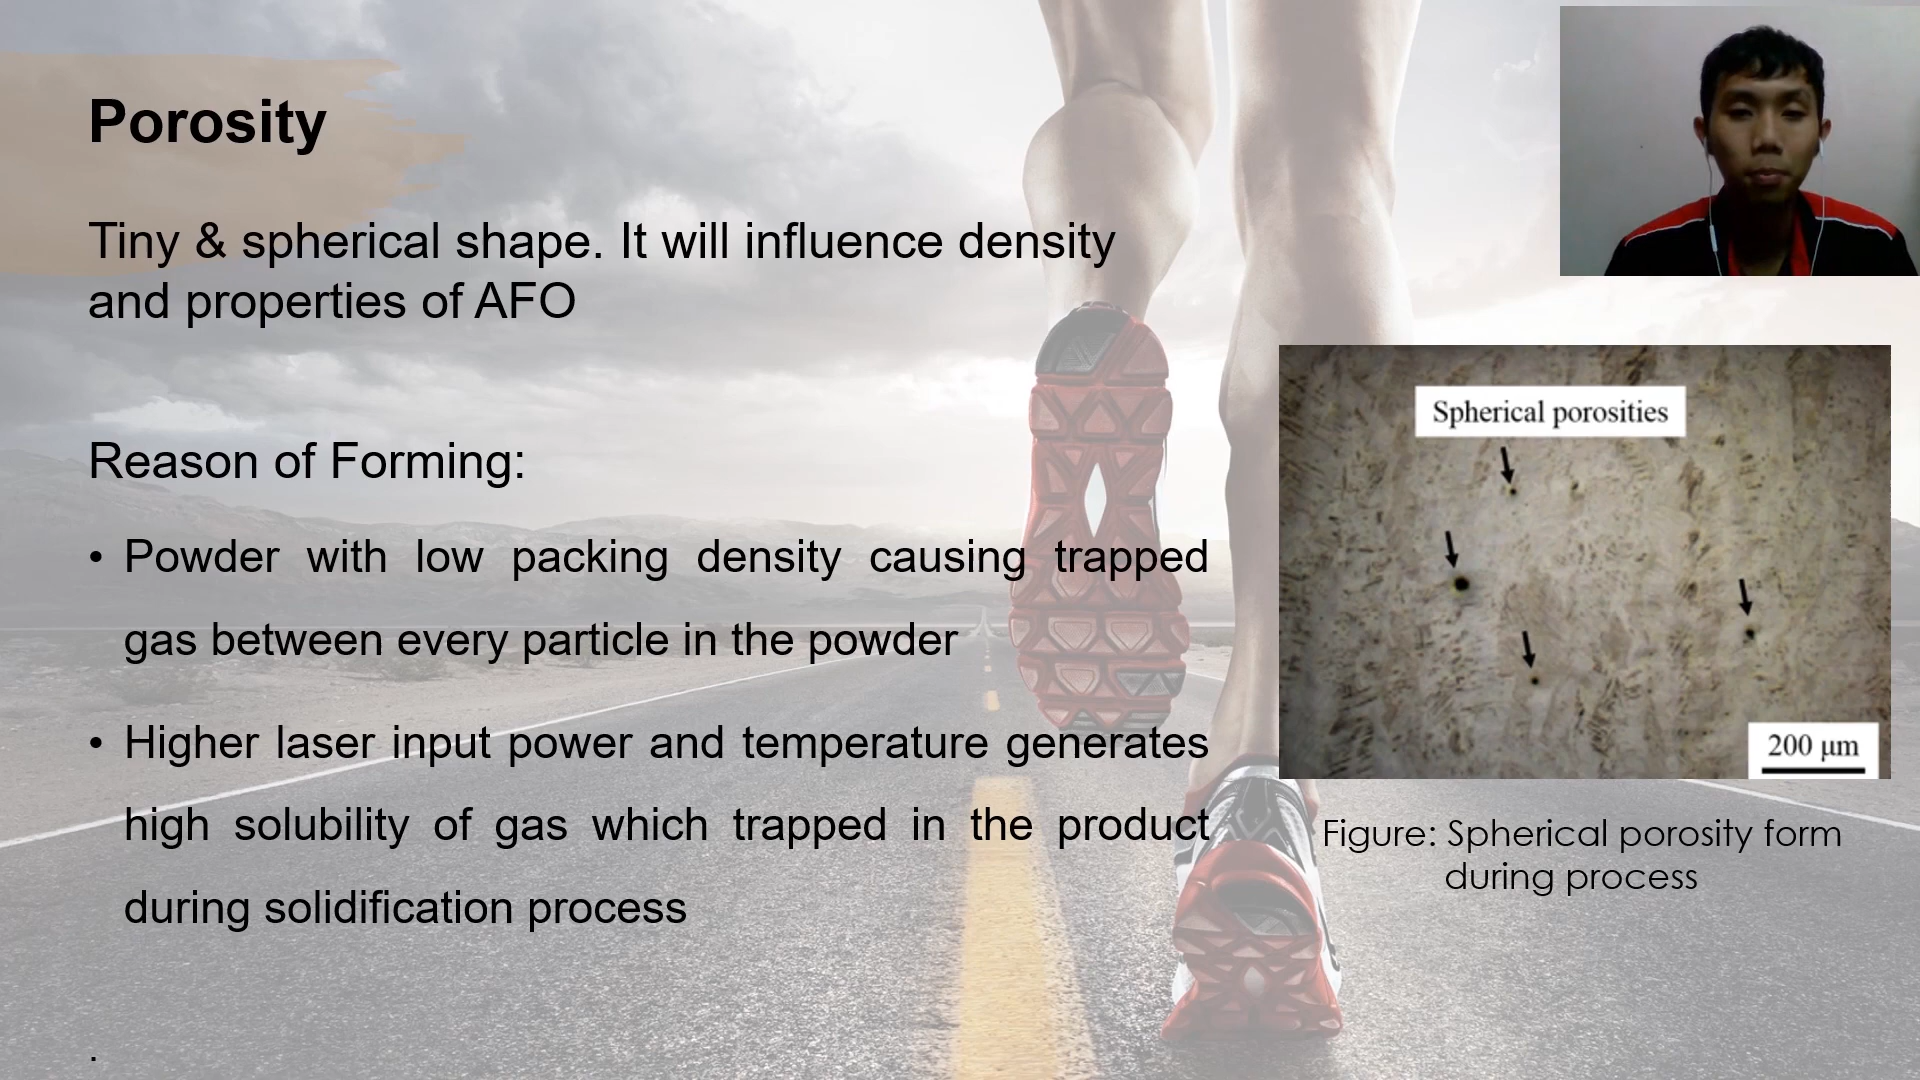 Porosity
Tiny & spherical shape. It will influence density
and properties of AFO
Reason of Forming:
• Powder with low packing density causing trapped
gas between every particle in the powder
• Higher laser input power and temperature generates
high solubility of gas which trapped in the product
during solidification process
.
Spherical porosities
200 µm
Figure: Spherical porosity form
during process